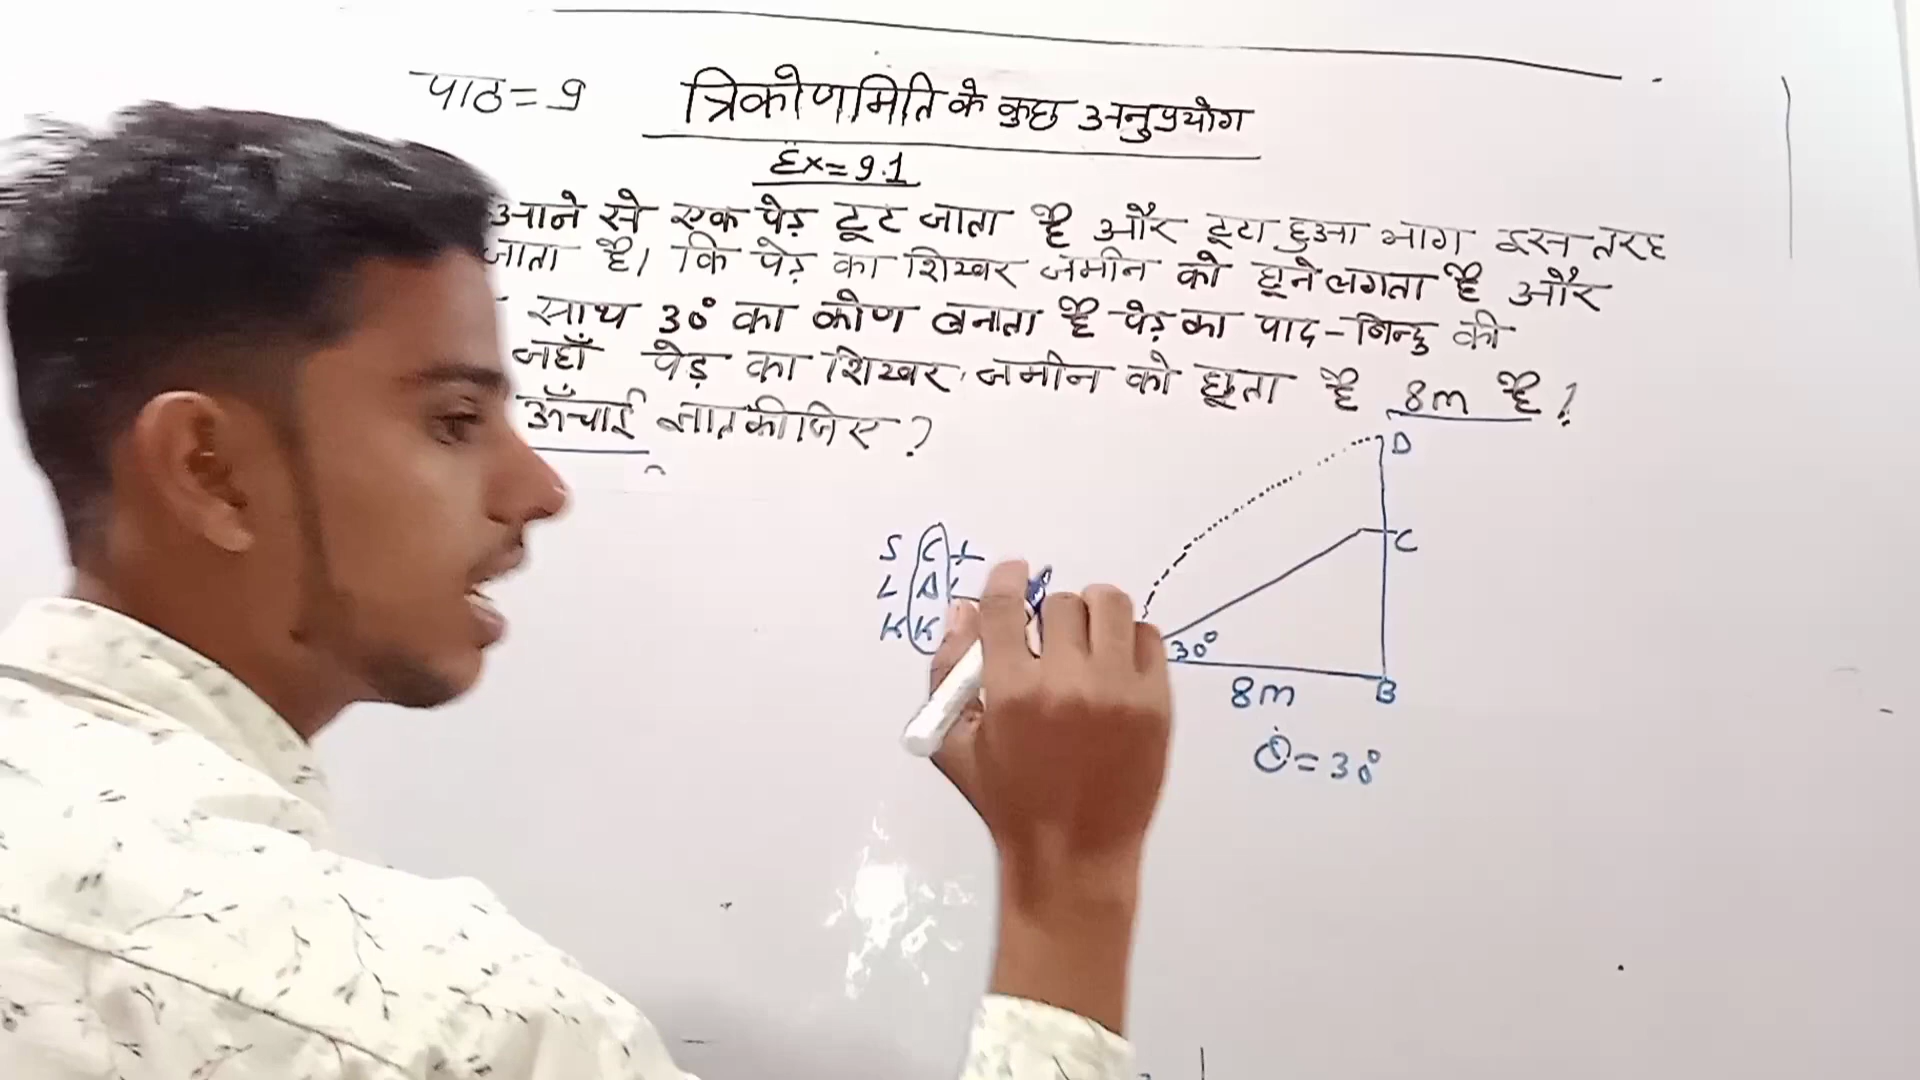 पाठ = 9 त्रिकोणमिति के कुछ अनुप्रयोग
Ex = 9.1
आने से एक पेड़ टूट जाता है और टूटा हुआ भाग इस तरह
जाता है। कि पेड़ का शिखर जमीन को छूने लगता है और
साथ 30° का कोण बनाता है पेड़ का पाद-बिन्दु की
जहाँ पेड़ का शिखर जमीन को छूता है 8m है?
ऊँचाई ज्ञात कीजिए?
D
C
S C T
L A L
K K
30°
8m B
θ = 30°